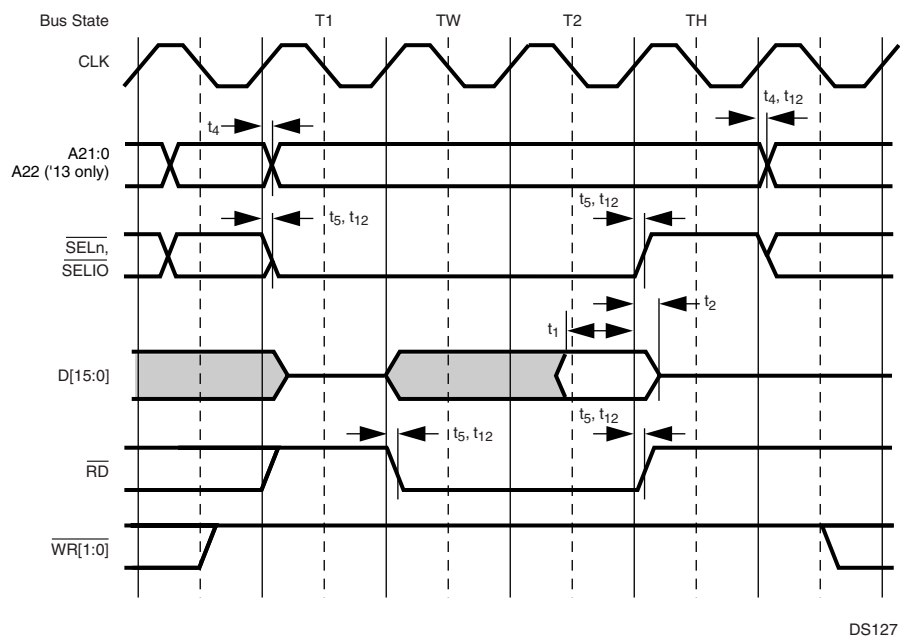 Bus State T1 TW T2 TH
CLK
t4 t4, t12
A21:0
A22 ('13 only)
t5, t12 t5, t12
SELn,
SELIO
t2
t1
D[15:0]
t5, t12 t5, t12
RD
WR[1:0]
DS127